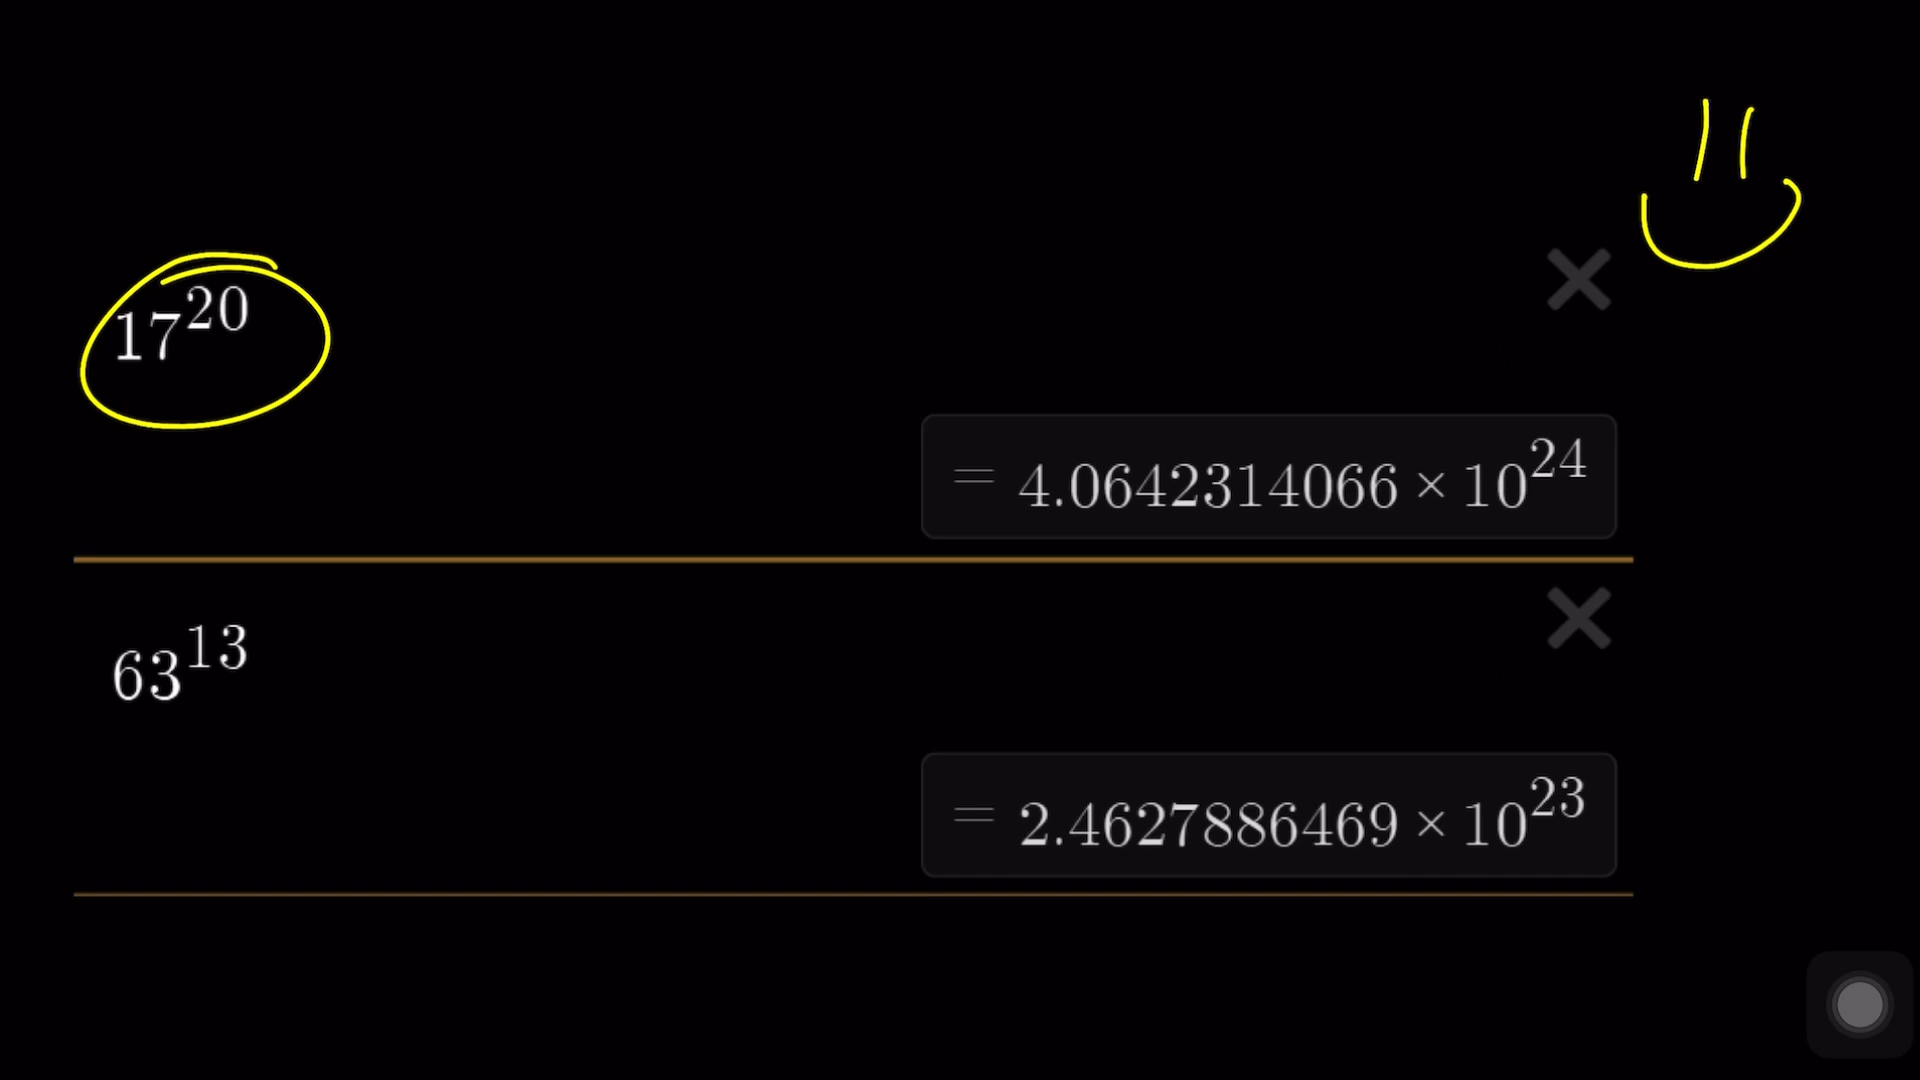 17^20
= 4.0642314066 × 10^24
63^13
= 2.4627886469 × 10^23